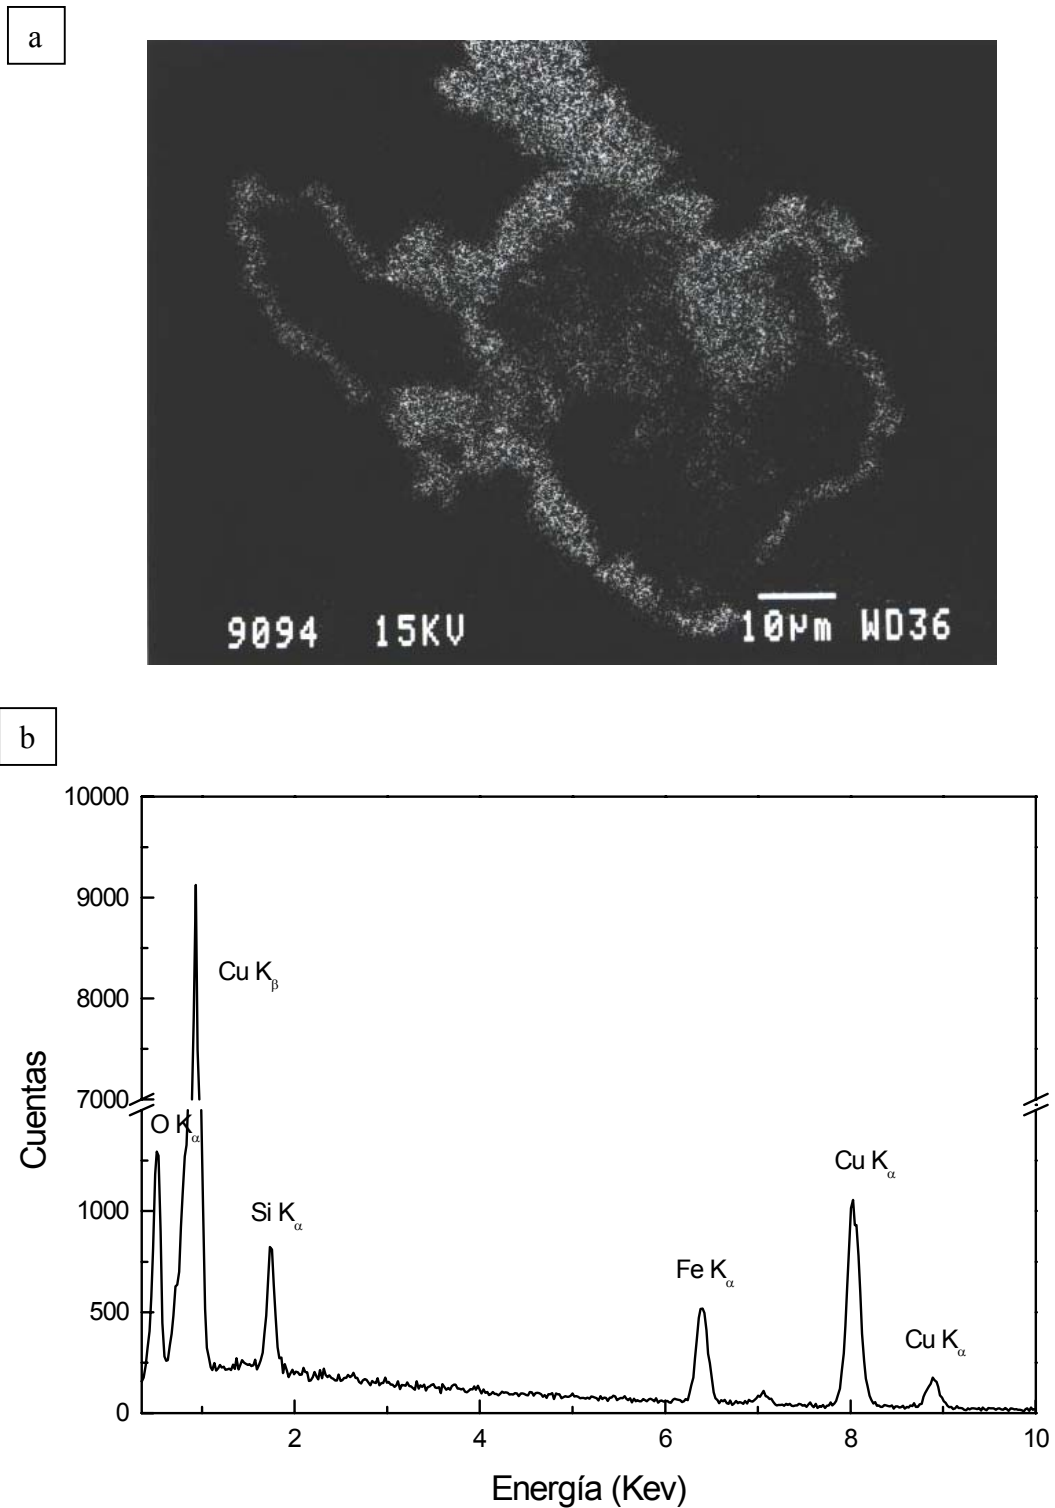 a
9094 15KV 10µm WD36
b
10000
9000
8000
7000
1000
500
0
Cuentas
Cu Kβ
O Kα
Si Kα
Fe Kα
Cu Kα
Cu Kα
2 4 6 8 10
Energía (Kev)